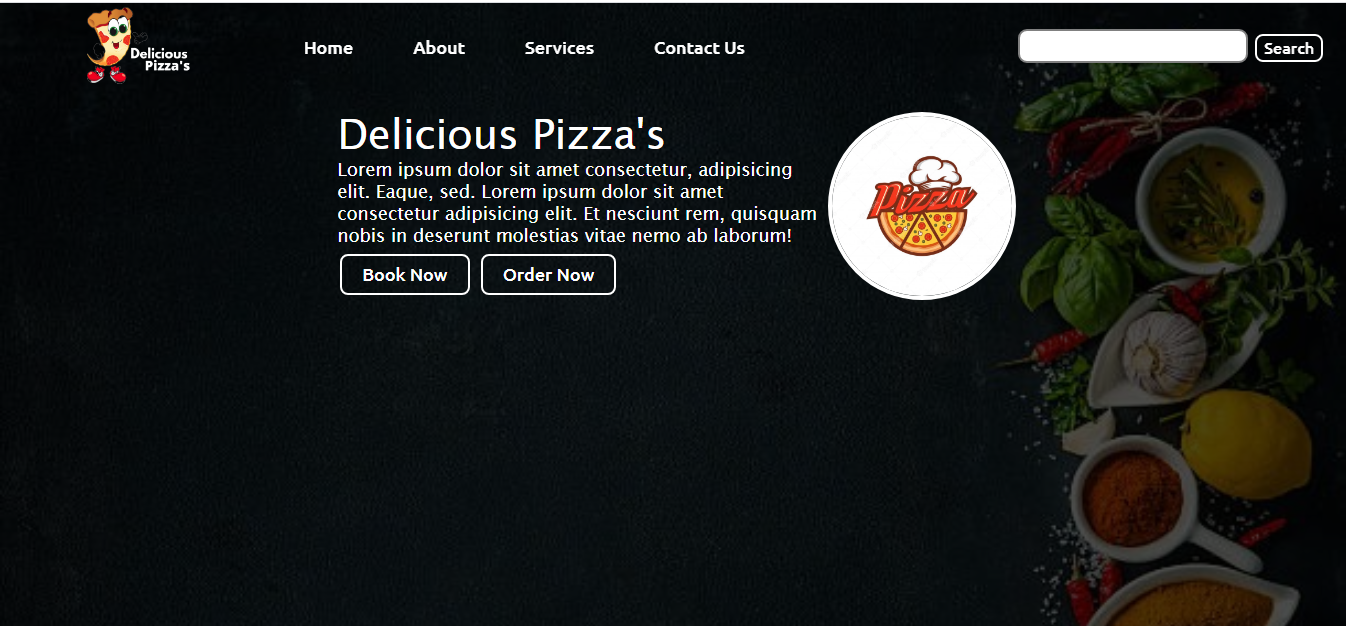 Delicious
Pizza's
Home
About
Services
Contact Us
Search
Delicious Pizza's
Lorem ipsum dolor sit amet consectetur, adipisicing
elit. Eaque, sed. Lorem ipsum dolor sit amet
consectetur adipisicing elit. Et nesciunt rem, quisquam
nobis in deserunt molestias vitae nemo ab laborum!
Book Now
Order Now
Pizza